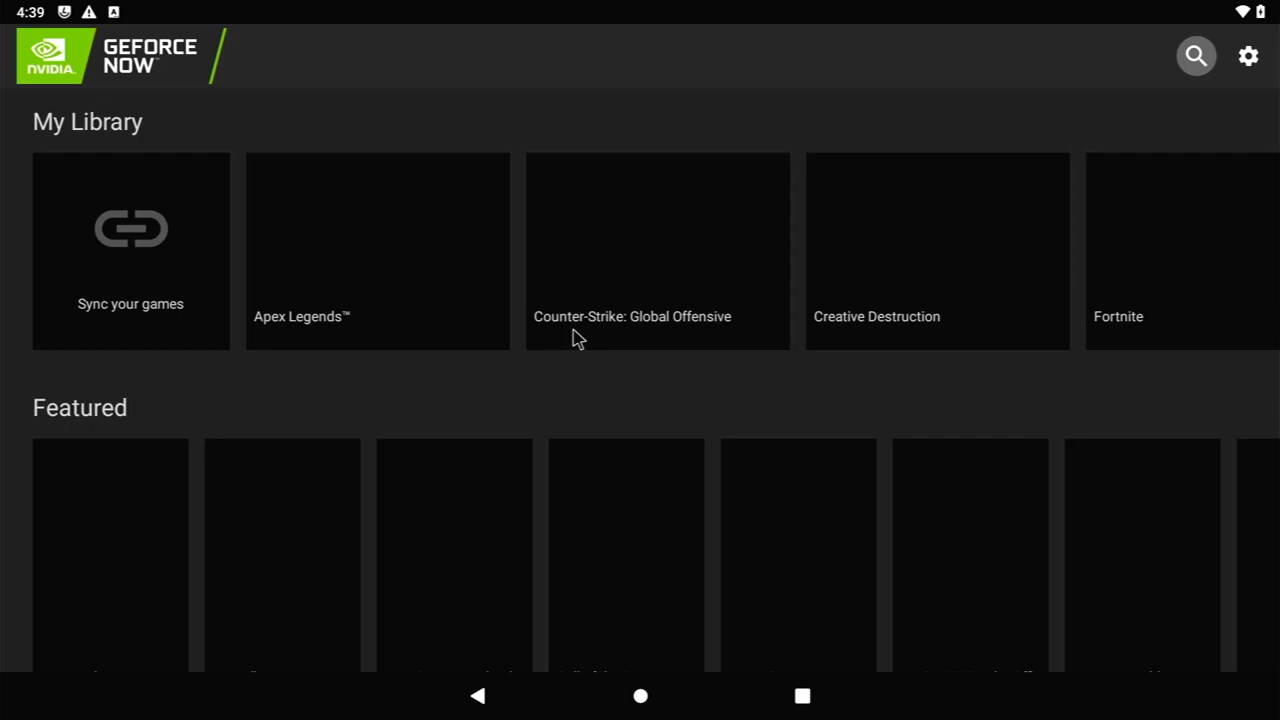 4:39
NVIDIA.
GEFORCE
NOW™
My Library
Sync your games
Apex Legends™
Counter-Strike: Global Offensive
Creative Destruction
Fortnite
Featured